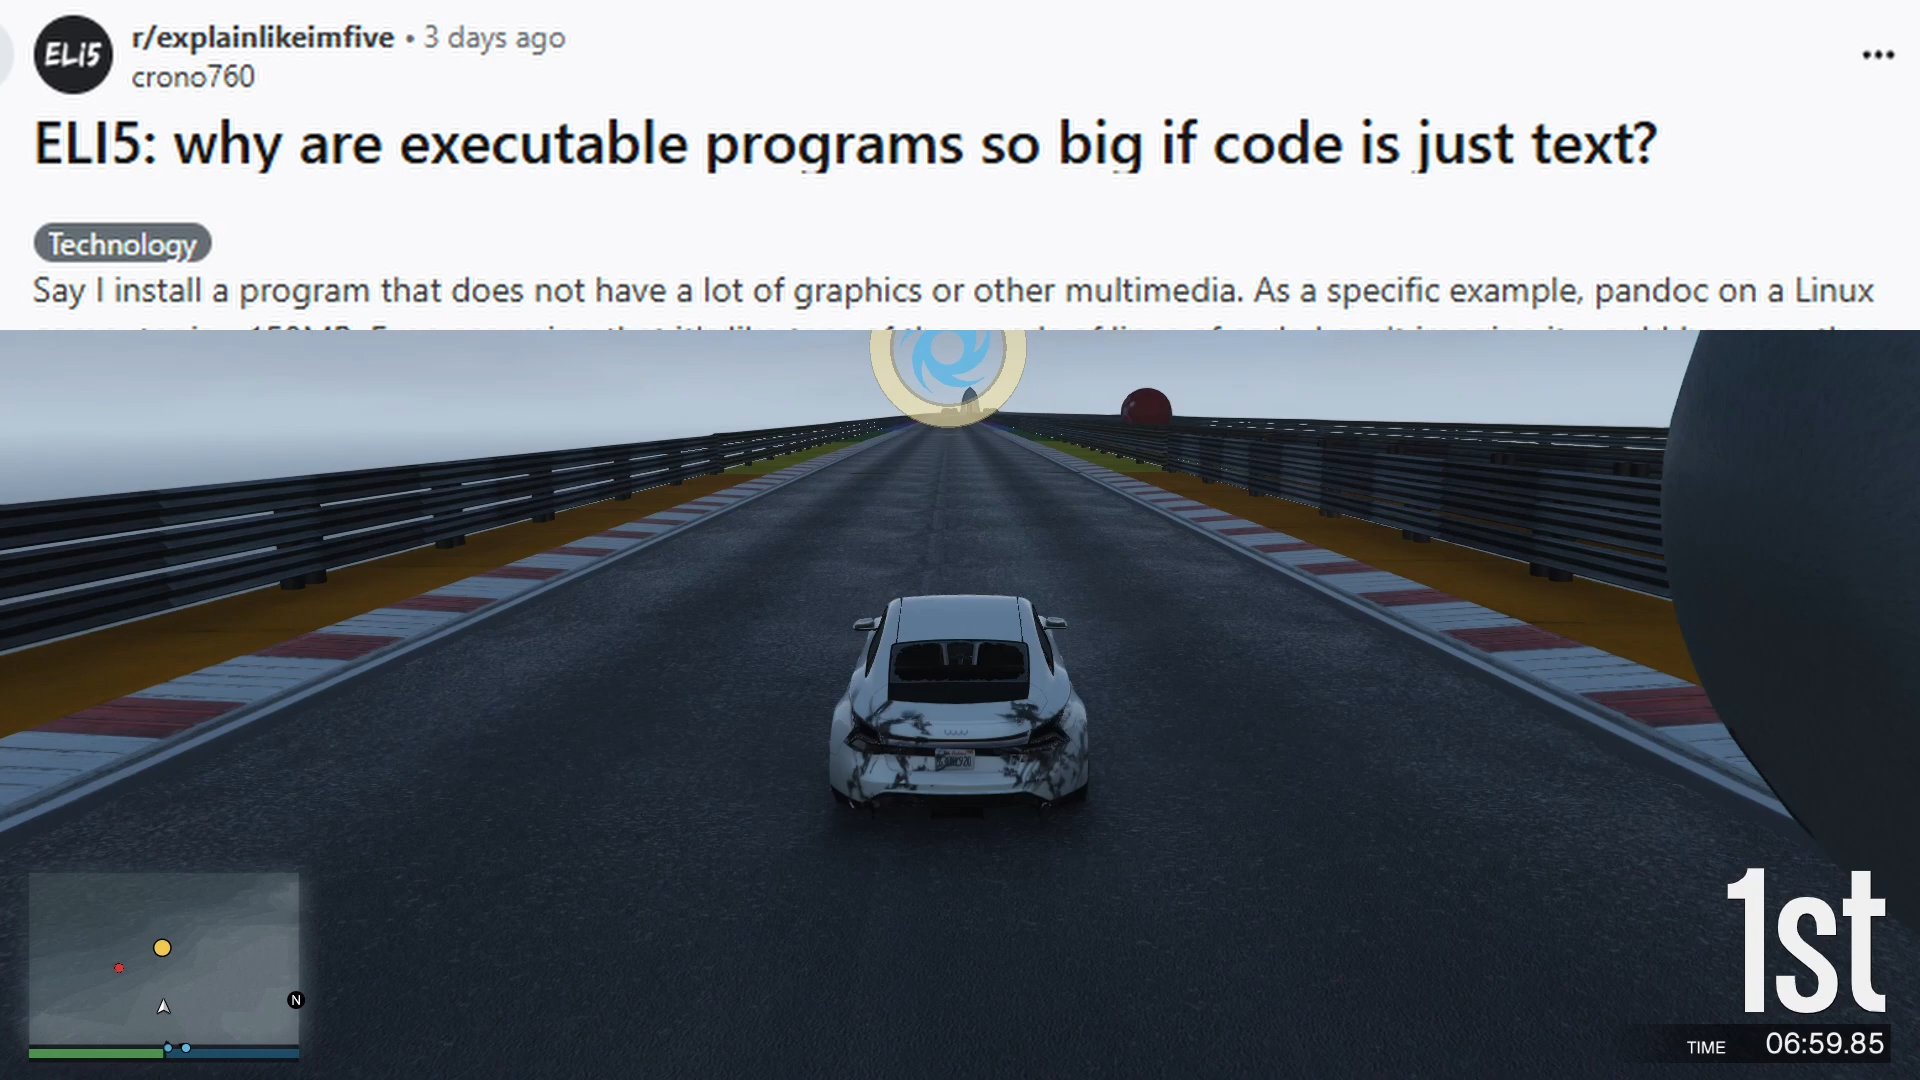 ELI5
r/explainlikeimfive • 3 days ago
crono760
ELI5: why are executable programs so big if code is just text?
Technology
Say I install a program that does not have a lot of graphics or other multimedia. As a specific example, pandoc on a Linux
N
1st
TIME 06:59.85